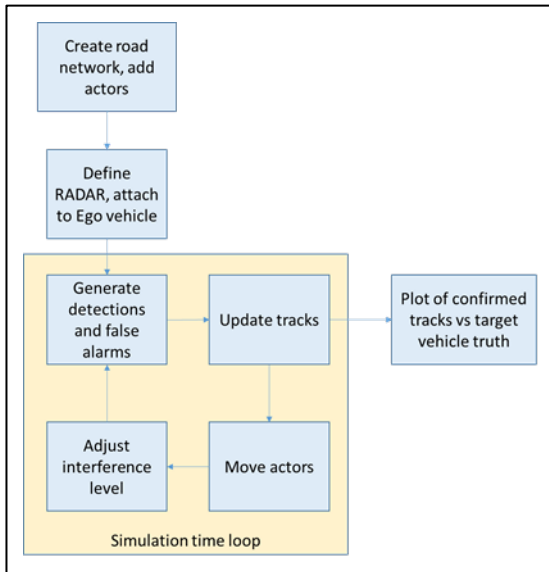 Create road
network, add
actors
Define
RADAR, attach
to Ego vehicle
Generate
detections
and false
alarms
Update tracks
Plot of confirmed
tracks vs target
vehicle truth
Adjust
interference
level
Move actors
Simulation time loop